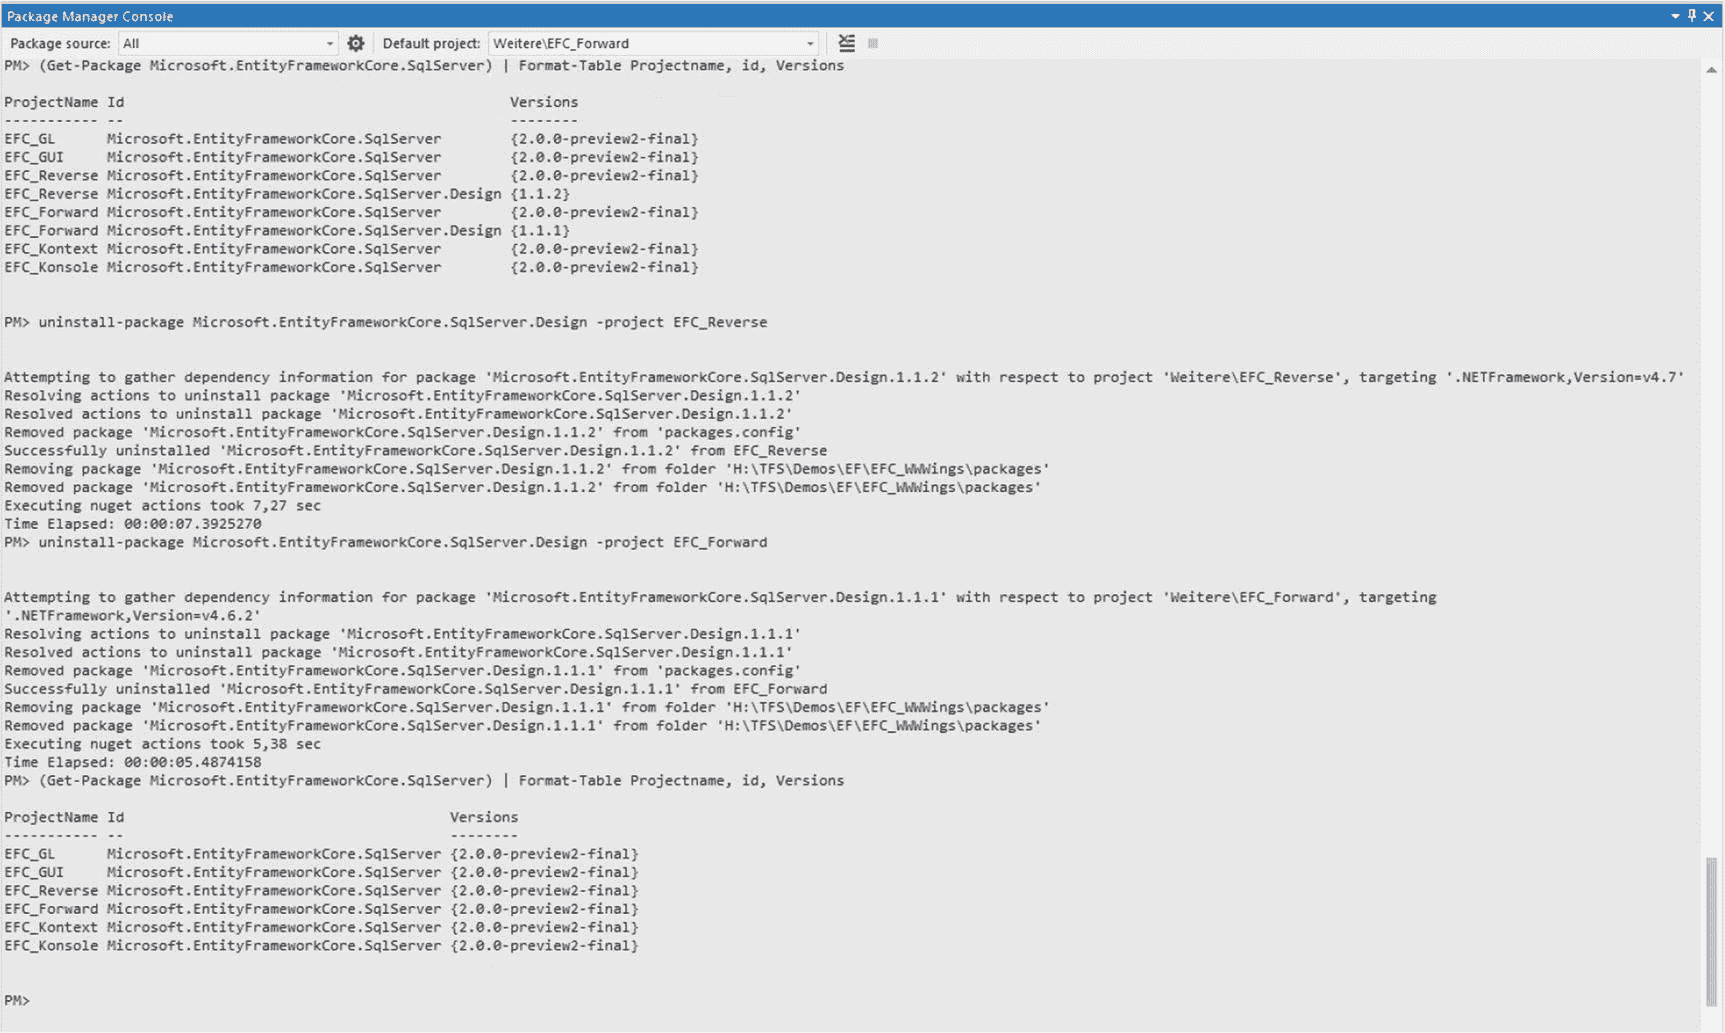 Package Manager Console
Package source: All Default project: Weitere\EFC_Forward
PM> (Get-Package Microsoft.EntityFrameworkCore.SqlServer) | Format-Table Projectname, id, Versions
ProjectName Id Versions
----------- -- --------
EFC_GL Microsoft.EntityFrameworkCore.SqlServer {2.0.0-preview2-final}
EFC_GUI Microsoft.EntityFrameworkCore.SqlServer {2.0.0-preview2-final}
EFC_Reverse Microsoft.EntityFrameworkCore.SqlServer {2.0.0-preview2-final}
EFC_Reverse Microsoft.EntityFrameworkCore.SqlServer.Design {1.1.2}
EFC_Forward Microsoft.EntityFrameworkCore.SqlServer {2.0.0-preview2-final}
EFC_Forward Microsoft.EntityFrameworkCore.SqlServer.Design {1.1.1}
EFC_Kontext Microsoft.EntityFrameworkCore.SqlServer {2.0.0-preview2-final}
EFC_Konsole Microsoft.EntityFrameworkCore.SqlServer {2.0.0-preview2-final}
PM> uninstall-package Microsoft.EntityFrameworkCore.SqlServer.Design -project EFC_Reverse
Attempting to gather dependency information for package 'Microsoft.EntityFrameworkCore.SqlServer.Design.1.1.2' with respect to project 'Weitere\EFC_Reverse', targeting '.NETFramework,Version=v4.7'
Resolving actions to uninstall package 'Microsoft.EntityFrameworkCore.SqlServer.Design.1.1.2'
Resolved actions to uninstall package 'Microsoft.EntityFrameworkCore.SqlServer.Design.1.1.2'
Removed package 'Microsoft.EntityFrameworkCore.SqlServer.Design.1.1.2' from 'packages.config'
Successfully uninstalled 'Microsoft.EntityFrameworkCore.SqlServer.Design.1.1.2' from EFC_Reverse
Removing package 'Microsoft.EntityFrameworkCore.SqlServer.Design.1.1.2' from folder 'H:\TFS\Demos\EF\EFC_WWWings\packages'
Removed package 'Microsoft.EntityFrameworkCore.SqlServer.Design.1.1.2' from folder 'H:\TFS\Demos\EF\EFC_WWWings\packages'
Executing nuget actions took 7,27 sec
Time Elapsed: 00:00:07.3925270
PM> uninstall-package Microsoft.EntityFrameworkCore.SqlServer.Design -project EFC_Forward
Attempting to gather dependency information for package 'Microsoft.EntityFrameworkCore.SqlServer.Design.1.1.1' with respect to project 'Weitere\EFC_Forward', targeting
'.NETFramework,Version=v4.6.2'
Resolving actions to uninstall package 'Microsoft.EntityFrameworkCore.SqlServer.Design.1.1.1'
Resolved actions to uninstall package 'Microsoft.EntityFrameworkCore.SqlServer.Design.1.1.1'
Removed package 'Microsoft.EntityFrameworkCore.SqlServer.Design.1.1.1' from 'packages.config'
Successfully uninstalled 'Microsoft.EntityFrameworkCore.SqlServer.Design.1.1.1' from EFC_Forward
Removing package 'Microsoft.EntityFrameworkCore.SqlServer.Design.1.1.1' from folder 'H:\TFS\Demos\EF\EFC_WWWings\packages'
Removed package 'Microsoft.EntityFrameworkCore.SqlServer.Design.1.1.1' from folder 'H:\TFS\Demos\EF\EFC_WWWings\packages'
Executing nuget actions took 5,38 sec
Time Elapsed: 00:00:05.4874158
PM> (Get-Package Microsoft.EntityFrameworkCore.SqlServer) | Format-Table Projectname, id, Versions
ProjectName Id Versions
----------- -- --------
EFC_GL Microsoft.EntityFrameworkCore.SqlServer {2.0.0-preview2-final}
EFC_GUI Microsoft.EntityFrameworkCore.SqlServer {2.0.0-preview2-final}
EFC_Reverse Microsoft.EntityFrameworkCore.SqlServer {2.0.0-preview2-final}
EFC_Forward Microsoft.EntityFrameworkCore.SqlServer {2.0.0-preview2-final}
EFC_Kontext Microsoft.EntityFrameworkCore.SqlServer {2.0.0-preview2-final}
EFC_Konsole Microsoft.EntityFrameworkCore.SqlServer {2.0.0-preview2-final}
PM>